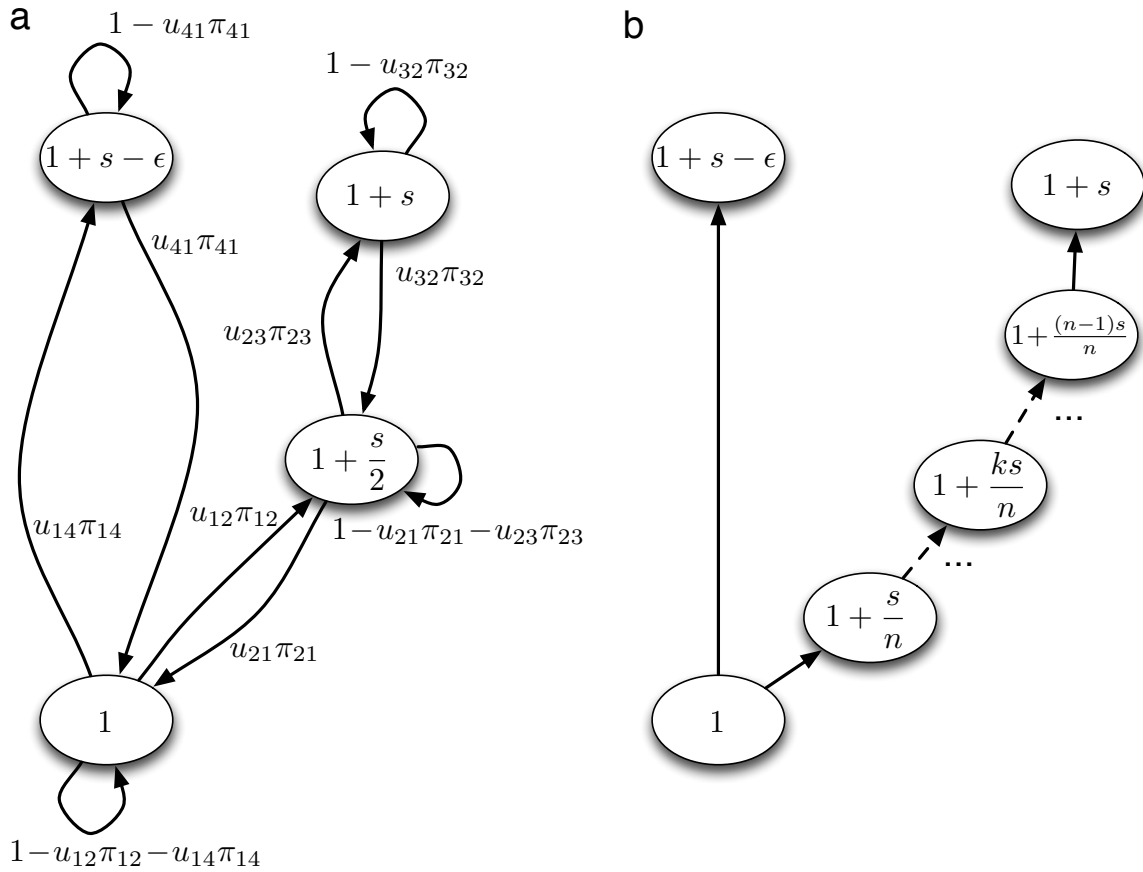 a
1 − u₄₁π₄₁
1 − u₃₂π₃₂
1 + s − ϵ
1 + s
u₄₁π₄₁
u₃₂π₃₂
u₂₃π₂₃
1 + s/2
u₁₄π₁₄
u₁₂π₁₂
1−u₂₁π₂₁−u₂₃π₂₃
u₂₁π₂₁
1
1−u₁₂π₁₂−u₁₄π₁₄
b
1 + s − ϵ
1 + s
1+(n−1)s/n
...
1 + ks/n
...
1 + s/n
1